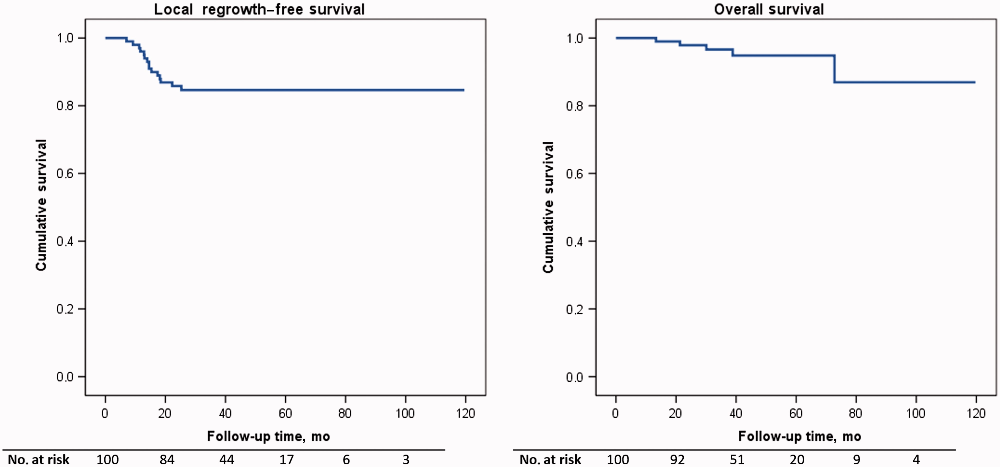 Local regrowth–free survival
Cumulative survival
1.0
0.8
0.6
0.4
0.2
0.0
0 20 40 60 80 100 120
Follow-up time, mo
No. at risk 100 84 44 17 6 3
Overall survival
Cumulative survival
1.0
0.8
0.6
0.4
0.2
0.0
0 20 40 60 80 100 120
Follow-up time, mo
No. at risk 100 92 51 20 9 4